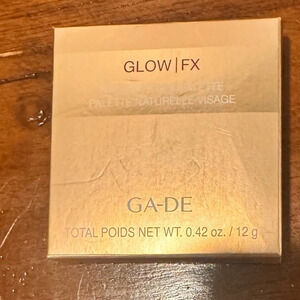 GLOW|FX
PALETTE NATURELLE VISAGE
GA-DE
TOTAL POIDS NET WT. 0.42 oz. / 12 g